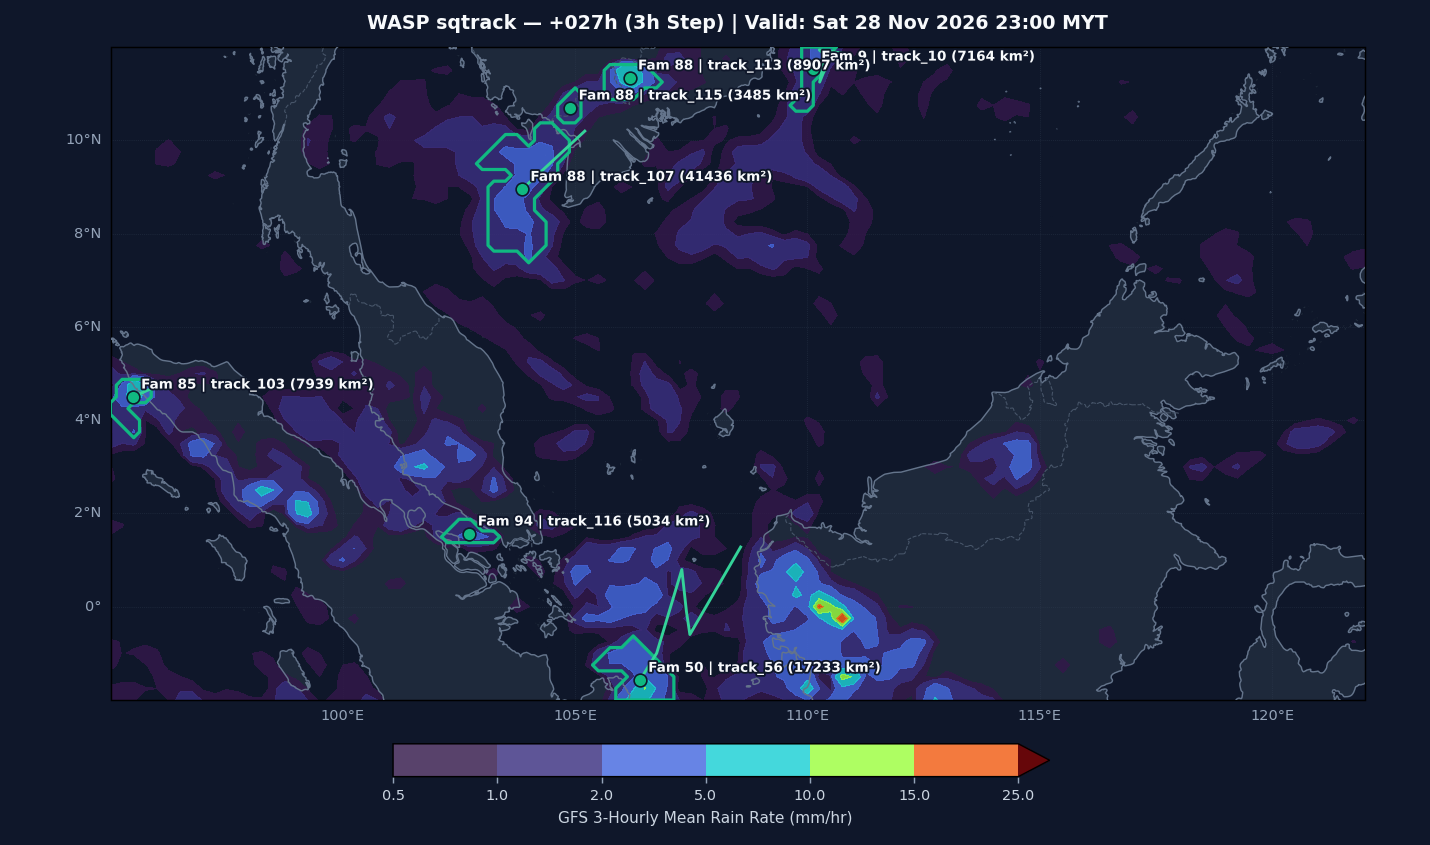 WASP sqtrack — +027h (3h Step) | Valid: Sat 28 Nov 2026 23:00 MYT
Fam 9 | track_10 (7164 km²)
Fam 88 | track_113 (8907 km²)
Fam 88 | track_115 (3485 km²)
10°N
Fam 88 | track_107 (41436 km²)
8°N
6°N
Fam 85 | track_103 (7939 km²)
4°N
2°N
Fam 94 | track_116 (5034 km²)
0°
Fam 50 | track_56 (17233 km²)
100°E 105°E 110°E 115°E 120°E
0.5 1.0 2.0 5.0 10.0 15.0 25.0
GFS 3-Hourly Mean Rain Rate (mm/hr)